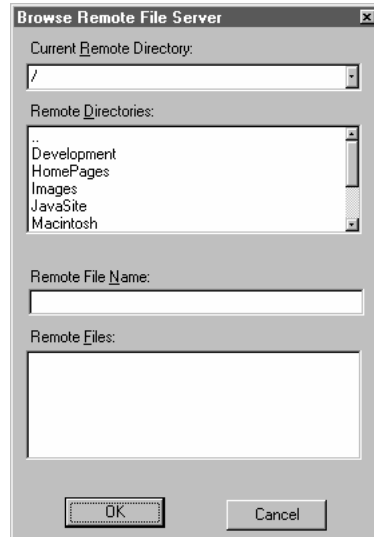 Browse Remote File Server
Current Remote Directory:
/
Remote Directories:
..
Development
HomePages
Images
JavaSite
Macintosh
Remote File Name:
Remote Files:
OK
Cancel